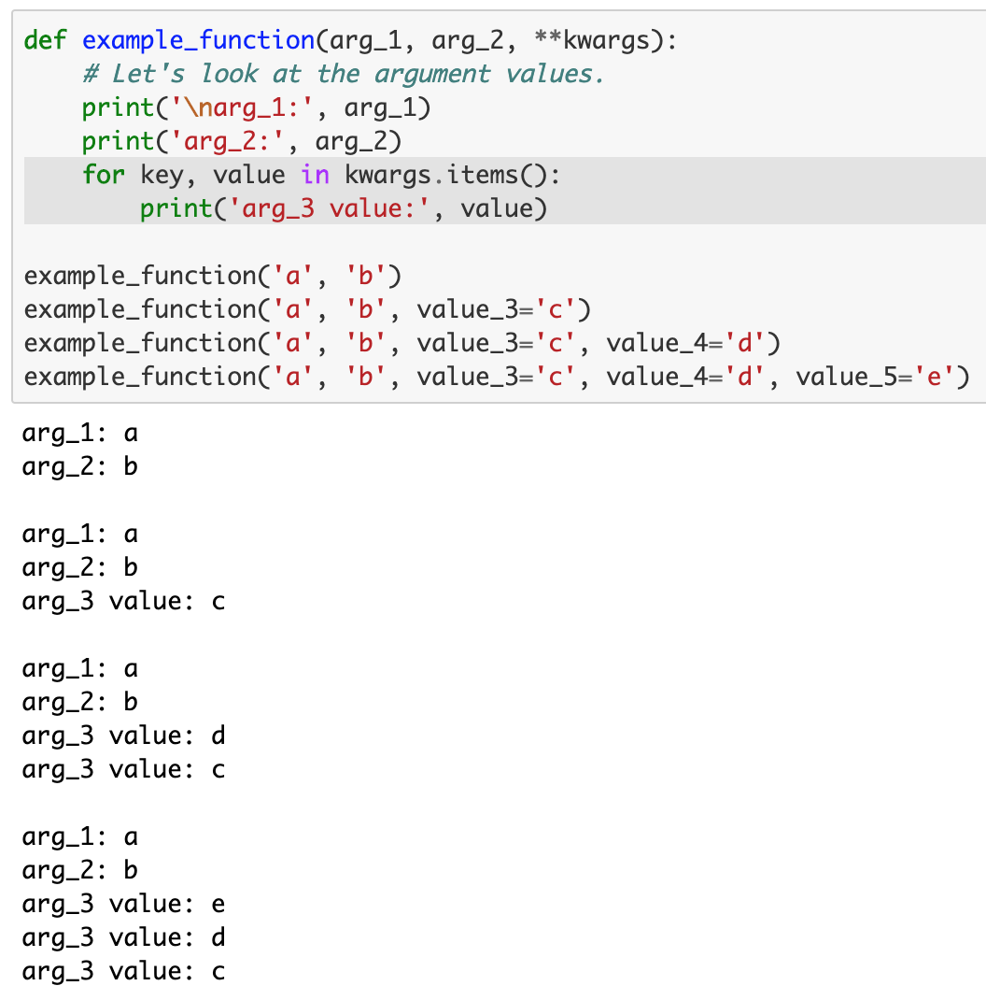 def example_function(arg_1, arg_2, **kwargs):
    # Let's look at the argument values.
    print('\narg_1:', arg_1)
    print('arg_2:', arg_2)
    for key, value in kwargs.items():
        print('arg_3 value:', value)

example_function('a', 'b')
example_function('a', 'b', value_3='c')
example_function('a', 'b', value_3='c', value_4='d')
example_function('a', 'b', value_3='c', value_4='d', value_5='e')
arg_1: a
arg_2: b

arg_1: a
arg_2: b
arg_3 value: c

arg_1: a
arg_2: b
arg_3 value: d
arg_3 value: c

arg_1: a
arg_2: b
arg_3 value: e
arg_3 value: d
arg_3 value: c